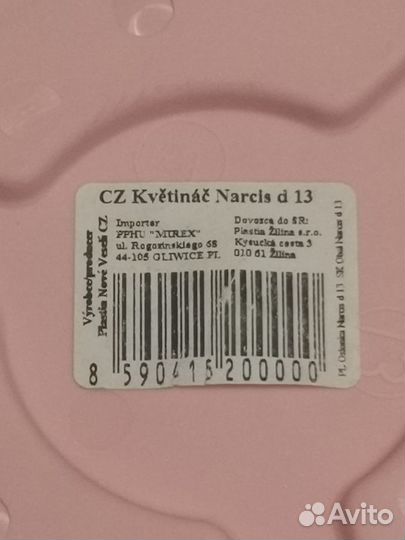 CZ Květináč Narcis d 13
Výrobce/producer
Plastia Nové Veselí CZ
Importer
PPHU "MIREX"
ul. Rogozinskiego 68
44-105 GLIWICE PL
Dovozca do SR:
Plastia Žilina s.r.o.
Kysucká cesta 3
010 61 Žilina
PL Osłonka Narcis d 13 SK Obal Narcis d 13
8 590415 200000
Avito